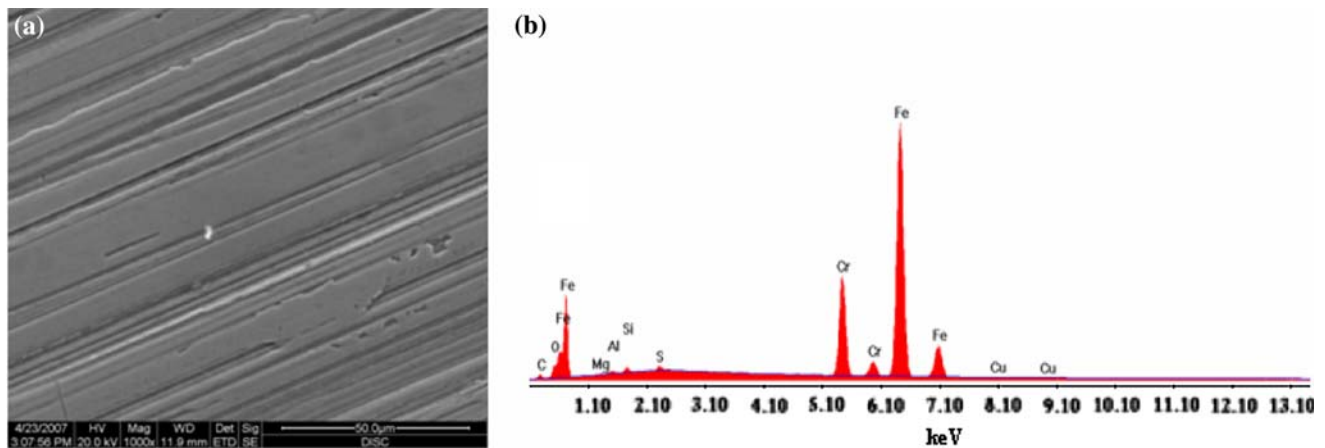 (a)
4/23/2007 HV Mag WD Det Sig 50.0µm
3:07:56 PM 20.0 kV 1000x 11.9 mm ETD SE DISC
(b)
Fe
Cr
Fe
Fe
Si
Al
O
S
Mg
C
Cr
Fe
Cu
Cu
1.10 2.10 3.10 4.10 5.10 6.10 7.10 8.10 9.10 10.10 11.10 12.10 13.10
keV